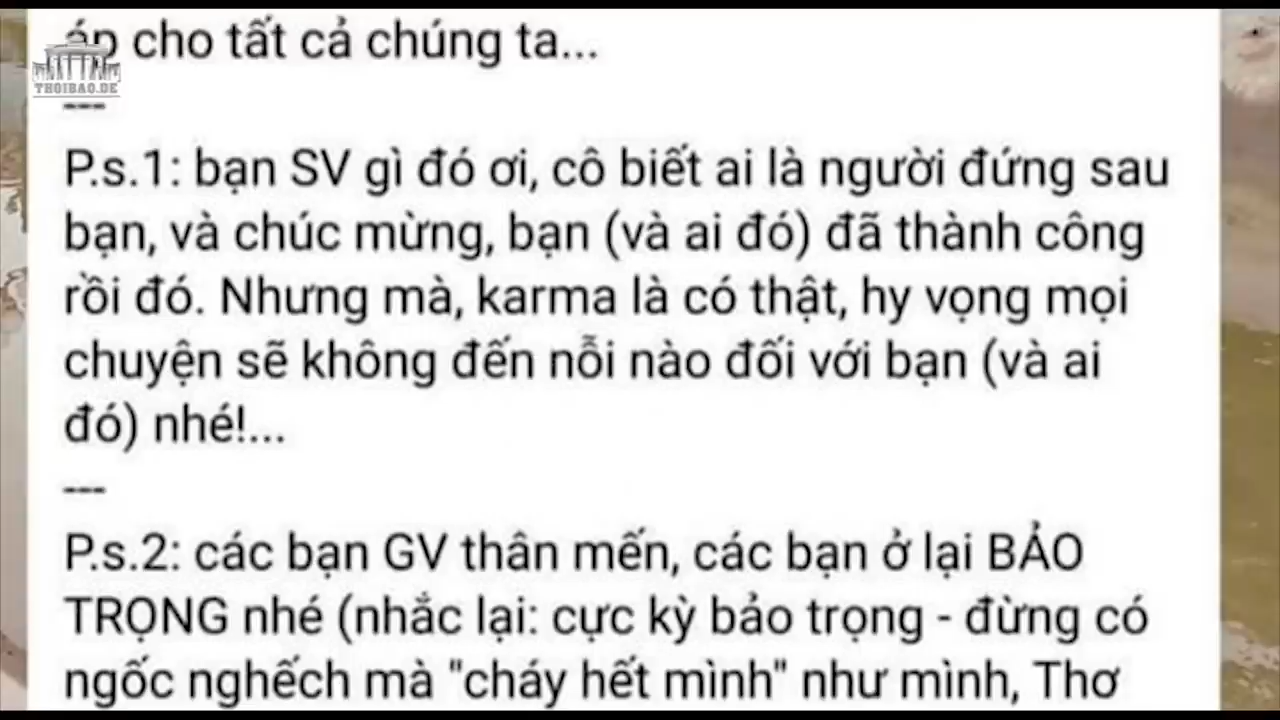 áp cho tất cả chúng ta...
THOIBAO.DE
---
P.s.1: bạn SV gì đó ơi, cô biết ai là người đứng sau
bạn, và chúc mừng, bạn (và ai đó) đã thành công
rồi đó. Nhưng mà, karma là có thật, hy vọng mọi
chuyện sẽ không đến nỗi nào đối với bạn (và ai
đó) nhé!...
---
P.s.2: các bạn GV thân mến, các bạn ở lại BẢO
TRỌNG nhé (nhắc lại: cực kỳ bảo trọng - đừng có
ngốc nghếch mà "cháy hết mình" như mình, Thơ